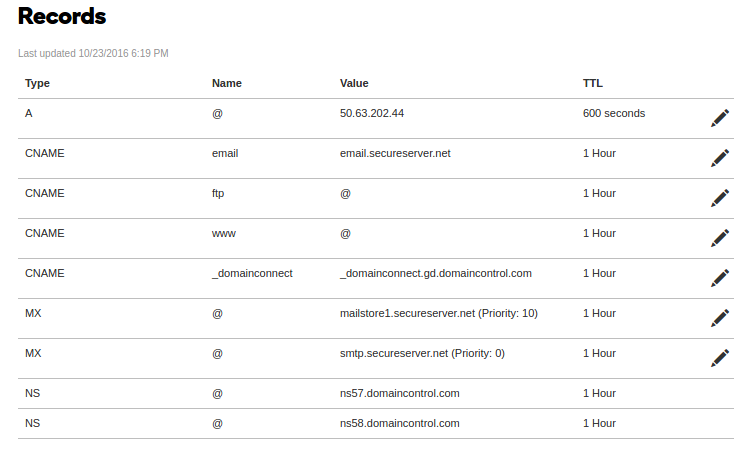 Records
Last updated 10/23/2016 6:19 PM
Type Name Value TTL
A @ 50.63.202.44 600 seconds
CNAME email email.secureserver.net 1 Hour
CNAME ftp @ 1 Hour
CNAME www @ 1 Hour
CNAME _domainconnect _domainconnect.gd.domaincontrol.com 1 Hour
MX @ mailstore1.secureserver.net (Priority: 10) 1 Hour
MX @ smtp.secureserver.net (Priority: 0) 1 Hour
NS @ ns57.domaincontrol.com 1 Hour
NS @ ns58.domaincontrol.com 1 Hour